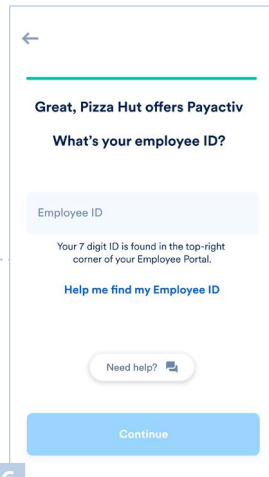 Great, Pizza Hut offers Payactiv
What's your employee ID?
Employee ID
Your 7 digit ID is found in the top-right
corner of your Employee Portal.
Help me find my Employee ID
Need help?
Continue